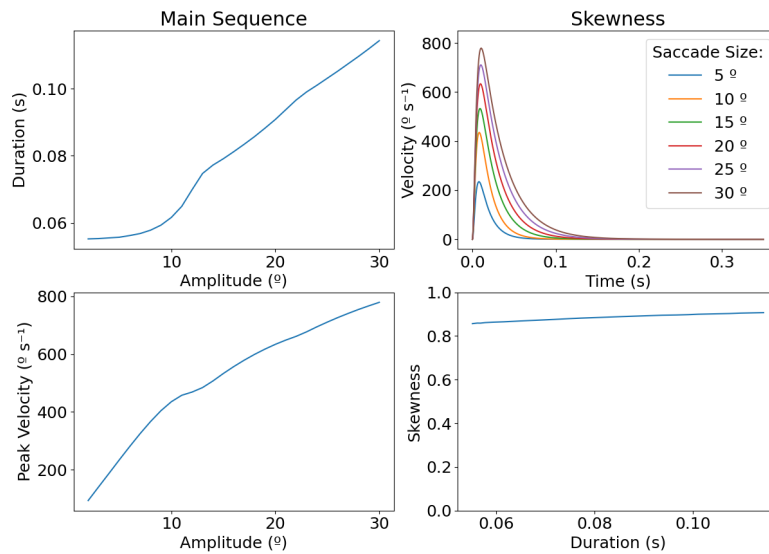 Main Sequence
Duration (s)
0.10
0.08
0.06
10
20
30
Amplitude (º)
Skewness
Velocity (º s⁻¹)
800
600
400
200
0
0.0
0.1
0.2
0.3
Time (s)
Saccade Size:
5 º
10 º
15 º
20 º
25 º
30 º
Peak Velocity (º s⁻¹)
800
600
400
200
10
20
30
Amplitude (º)
Skewness
1.0
0.8
0.6
0.4
0.2
0.0
0.06
0.08
0.10
Duration (s)